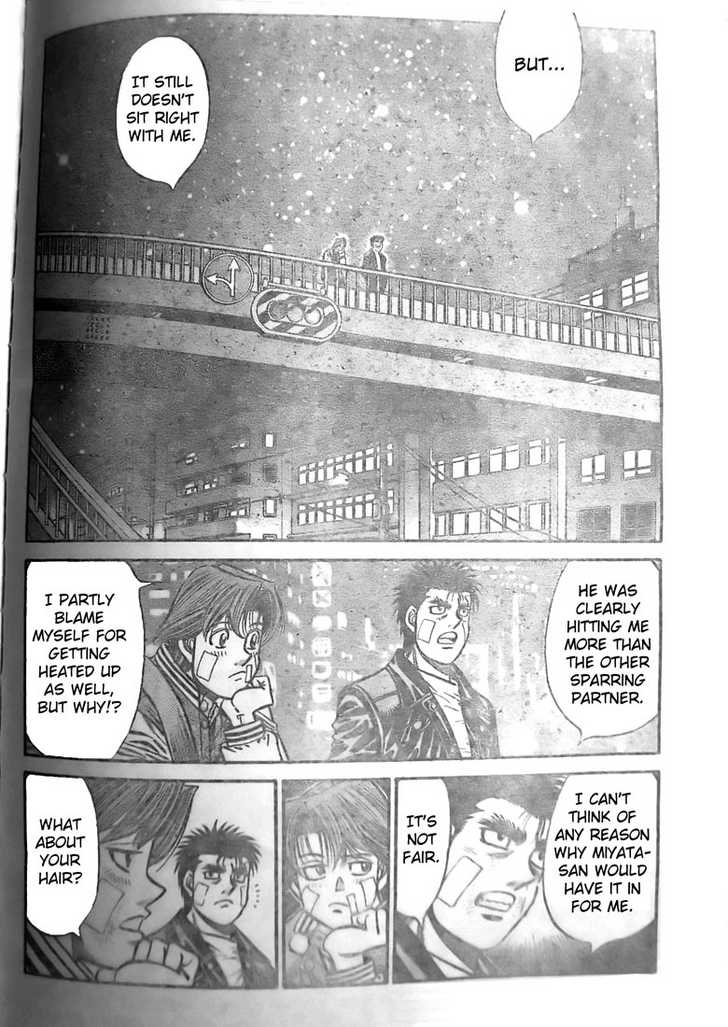 BUT...
IT STILL
DOESN'T
SIT RIGHT
WITH ME.
HE WAS
CLEARLY
HITTING ME
MORE THAN
THE OTHER
SPARRING
PARTNER.
I PARTLY
BLAME
MYSELF FOR
GETTING
HEATED UP
AS WELL,
BUT WHY!?
I CAN'T
THINK OF
ANY REASON
WHY MIYATA-
SAN WOULD
HAVE IT IN
FOR ME.
IT'S
NOT
FAIR.
WHAT
ABOUT
YOUR
HAIR?